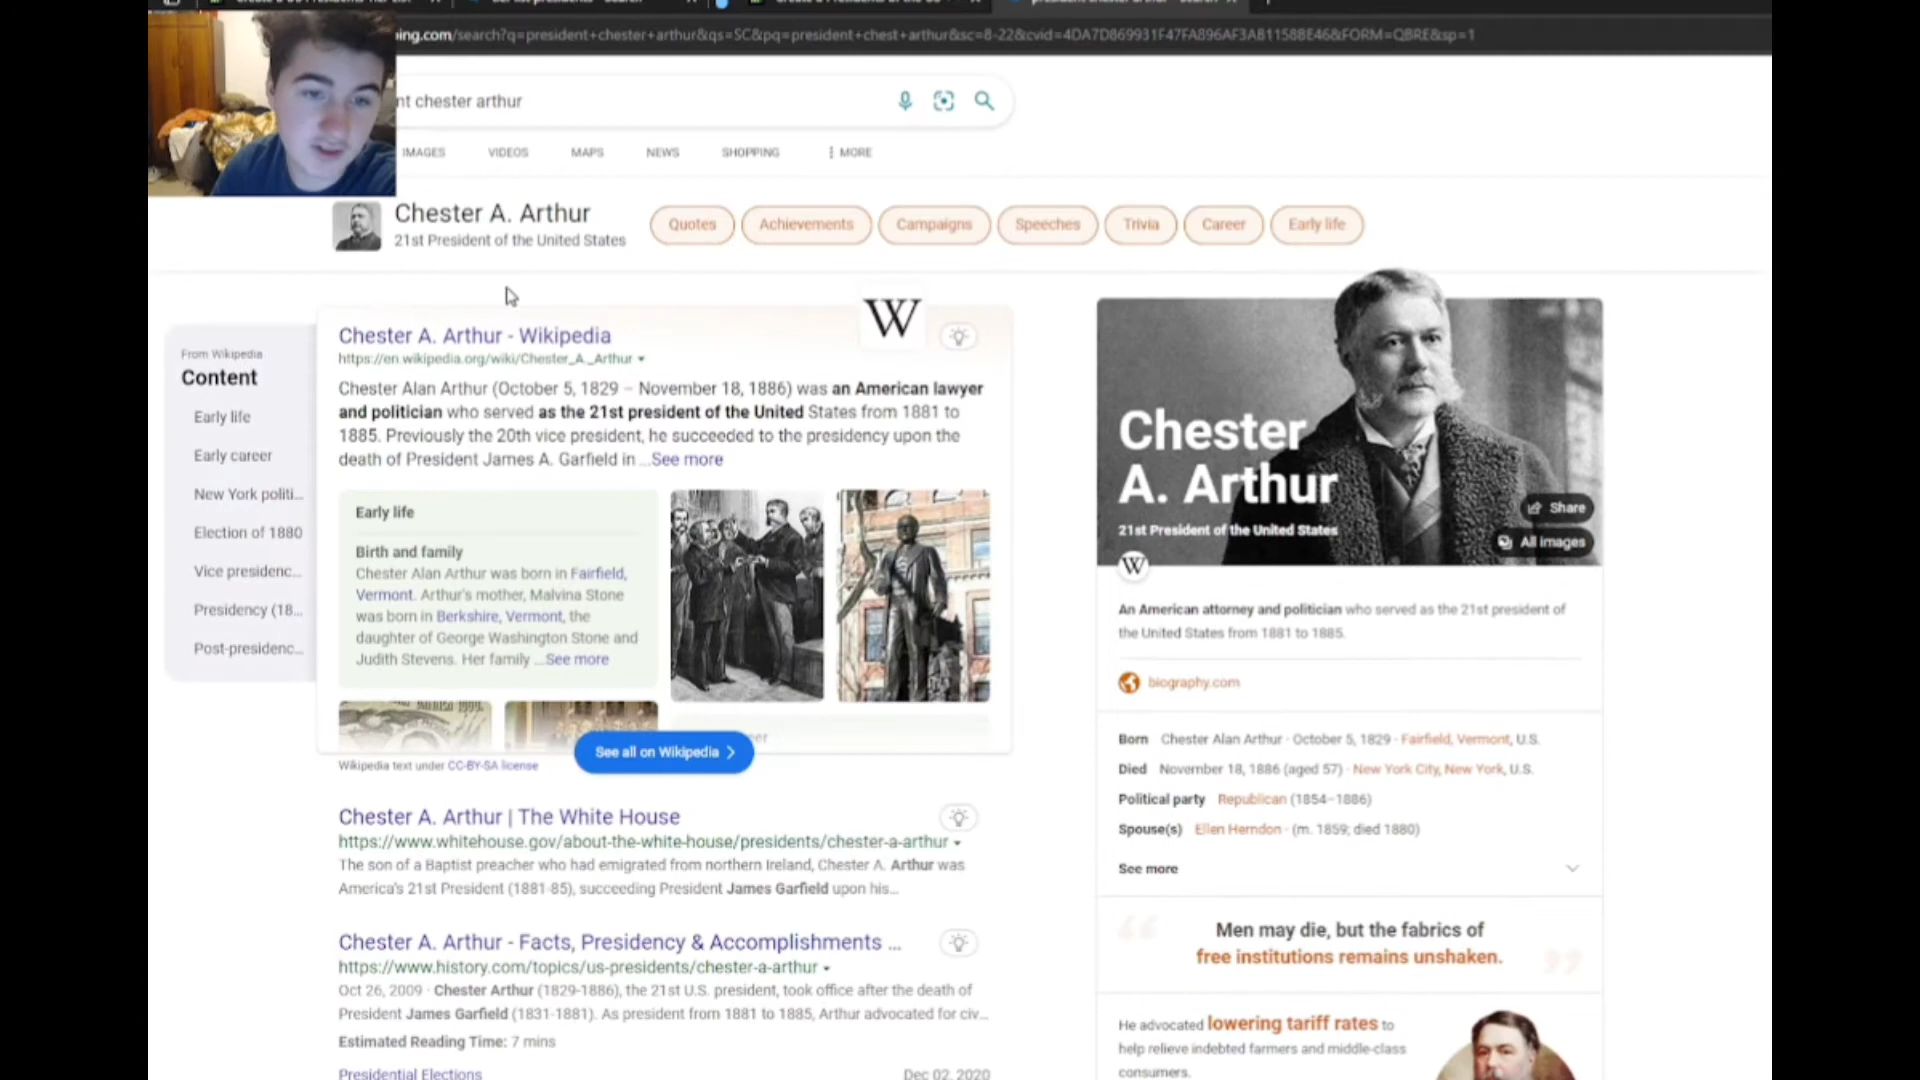 ing.com/search?q=president+chester+arthur&qs=SC&pq=president+chest+arthur&sc=8-22&cvid=4DA7D869931F47FA896AF3AB1158BE46&FORM=QBRE&sp=1
nt chester arthur
IMAGES VIDEOS MAPS NEWS SHOPPING MORE
Chester A. Arthur
21st President of the United States
Quotes Achievements Campaigns Speeches Trivia Career Early life
From Wikipedia
Content
Early life
Early career
New York politi...
Election of 1880
Vice presidenc...
Presidency (18...
Post-presidenc...
W
Chester A. Arthur - Wikipedia
https://en.wikipedia.org/wiki/Chester_A._Arthur
Chester Alan Arthur (October 5, 1829 – November 18, 1886) was an American lawyer
and politician who served as the 21st president of the United States from 1881 to
1885. Previously the 20th vice president, he succeeded to the presidency upon the
death of President James A. Garfield in ...See more
Early life
Birth and family
Chester Alan Arthur was born in Fairfield,
Vermont. Arthur's mother, Malvina Stone
was born in Berkshire, Vermont, the
daughter of George Washington Stone and
Judith Stevens. Her family ...See more
See all on Wikipedia
Wikipedia text under CC-BY-SA license
Chester A. Arthur | The White House
https://www.whitehouse.gov/about-the-white-house/presidents/chester-a-arthur
The son of a Baptist preacher who had emigrated from northern Ireland, Chester A. Arthur was
America's 21st President (1881-85), succeeding President James Garfield upon his...
Chester A. Arthur - Facts, Presidency & Accomplishments ...
https://www.history.com/topics/us-presidents/chester-a-arthur
Oct 26, 2009 · Chester Arthur (1829-1886), the 21st U.S. president, took office after the death of
President James Garfield (1831-1881). As president from 1881 to 1885, Arthur advocated for civ...
Estimated Reading Time: 7 mins
Presidential Elections Dec 02, 2020
Chester
A. Arthur
21st President of the United States
Share
All images
W
An American attorney and politician who served as the 21st president of
the United States from 1881 to 1885.
biography.com
Born Chester Alan Arthur · October 5, 1829 · Fairfield, Vermont, U.S.
Died November 18, 1886 (aged 57) · New York City, New York, U.S.
Political party Republican (1854–1886)
Spouse(s) Ellen Herndon · (m. 1859; died 1880)
See more
Men may die, but the fabrics of
free institutions remains unshaken.
He advocated lowering tariff rates to
help relieve indebted farmers and middle-class
consumers.